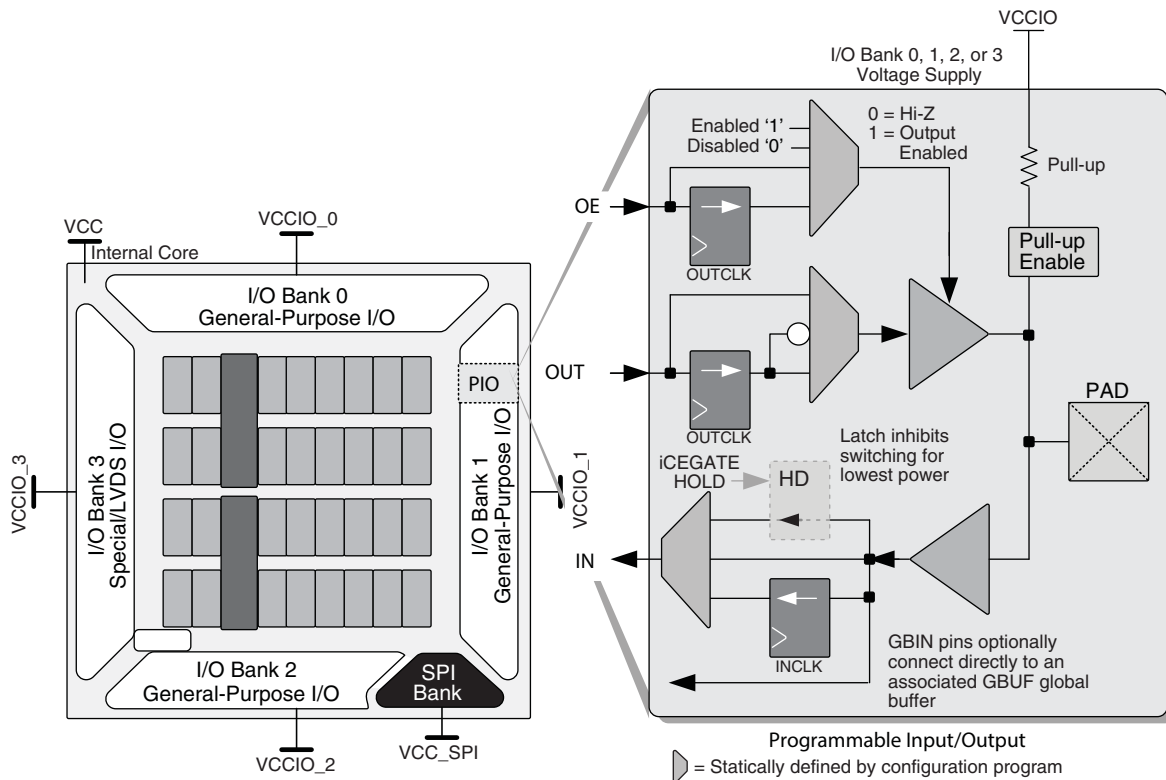 VCCIO
I/O Bank 0, 1, 2, or 3
Voltage Supply
Enabled '1'
Disabled '0'
0 = Hi-Z
1 = Output
Enabled
Pull-up
OE
OUTCLK
Pull-up
Enable
VCC
VCCIO_0
Internal Core
I/O Bank 0
General-Purpose I/O
PIO
OUT
OUTCLK
PAD
I/O Bank 3
Special/LVDS I/O
VCCIO_3
I/O Bank 1
General-Purpose I/O
VCCIO_1
Latch inhibits
switching for
lowest power
iCEGATE
HOLD
HD
IN
INCLK
GBIN pins optionally
connect directly to an
associated GBUF global
buffer
I/O Bank 2
General-Purpose I/O
SPI
Bank
VCCIO_2
VCC_SPI
Programmable Input/Output
= Statically defined by configuration program